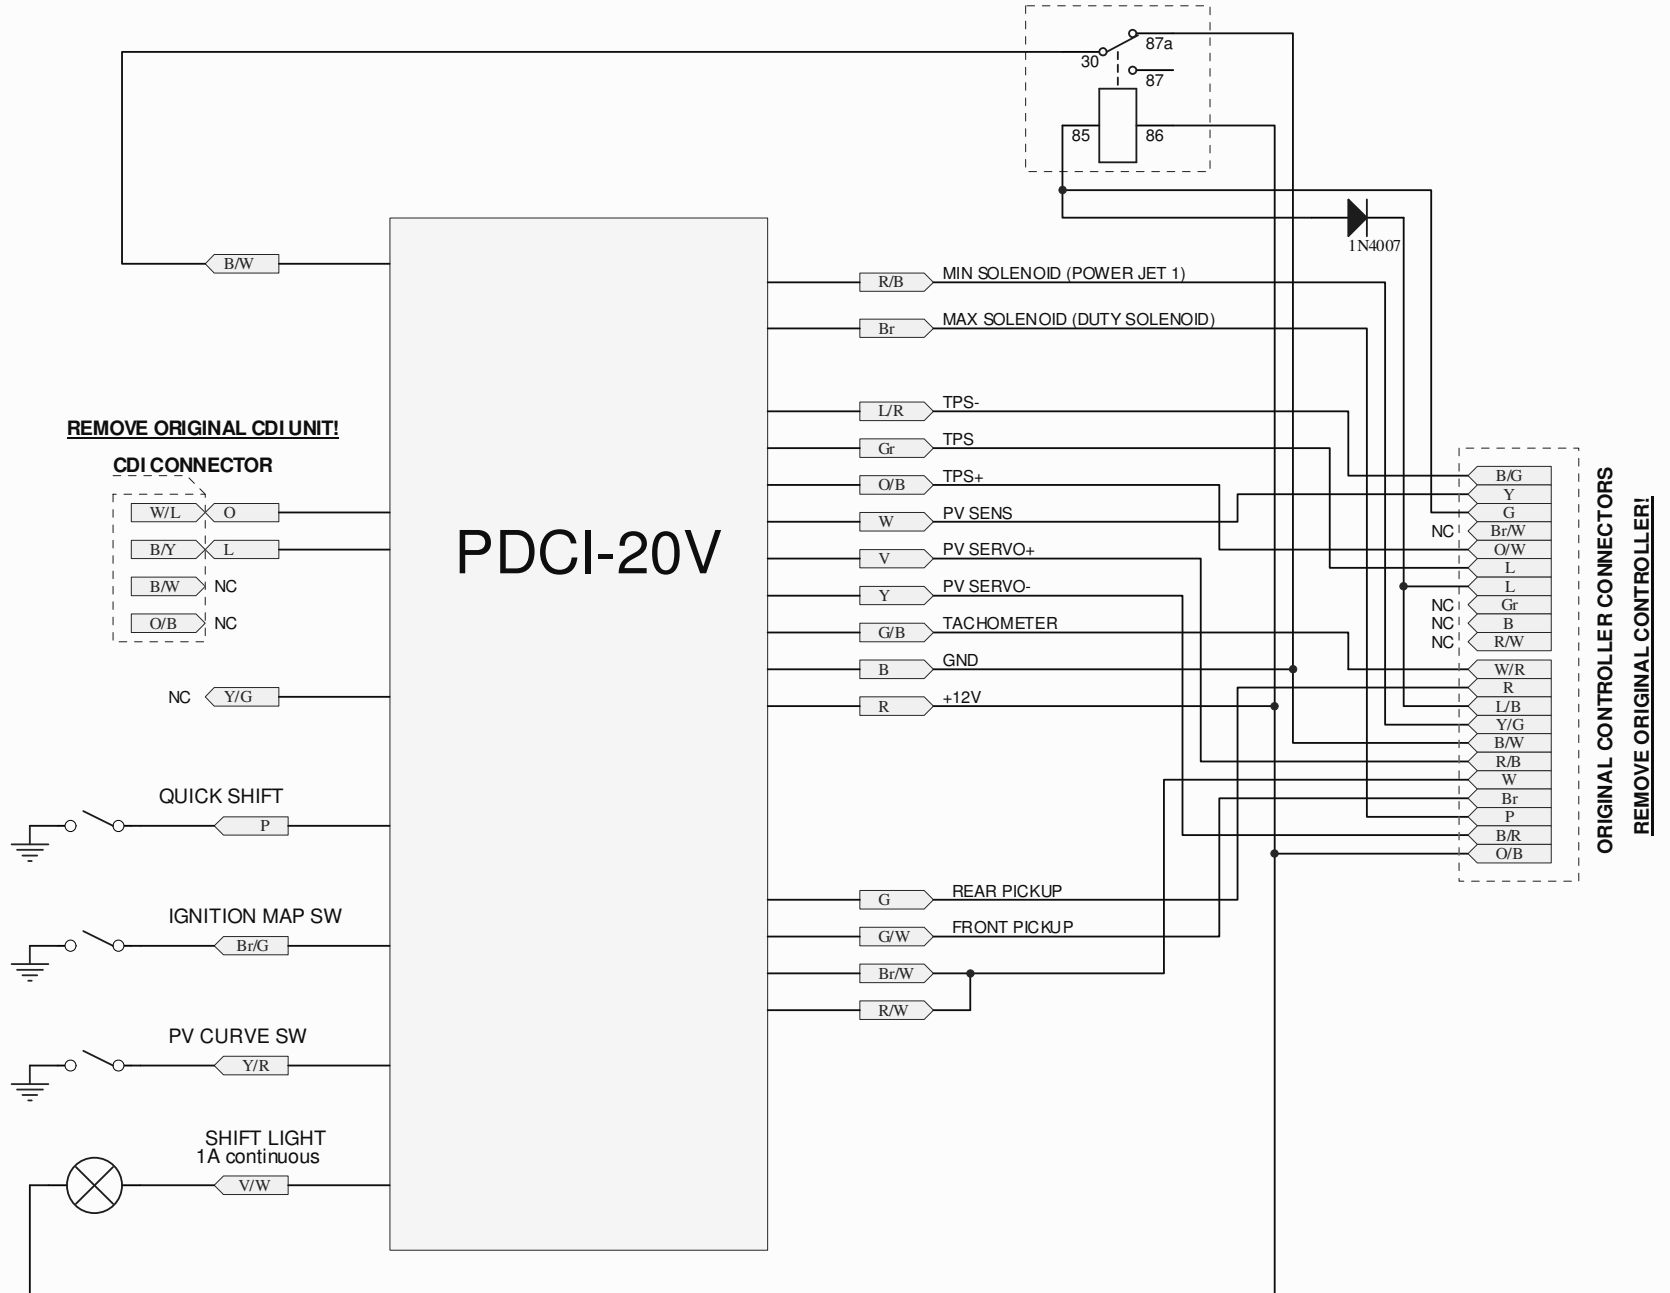 87a
30
87
85
86
1N4007
B/W
R/B
MIN SOLENOID (POWER JET 1)
Br
MAX SOLENOID (DUTY SOLENOID)
REMOVE ORIGINAL CDI UNIT!
CDI CONNECTOR
W/L
O
B/Y
L
B/W
NC
O/B
NC
NC
Y/G
QUICK SHIFT
P
IGNITION MAP SW
Br/G
PV CURVE SW
Y/R
SHIFT LIGHT
1A continuous
V/W
PDCI-20V
L/R
TPS-
Gr
TPS
O/B
TPS+
W
PV SENS
V
PV SERVO+
Y
PV SERVO-
G/B
TACHOMETER
B
GND
R
+12V
G
REAR PICKUP
G/W
FRONT PICKUP
Br/W
R/W
B/G
Y
G
NC
Br/W
O/W
L
L
NC
Gr
NC
B
NC
R/W
W/R
R
L/B
Y/G
B/W
R/B
W
Br
P
B/R
O/B
ORIGINAL CONTROLLER CONNECTORS
REMOVE ORIGINAL CONTROLLER!